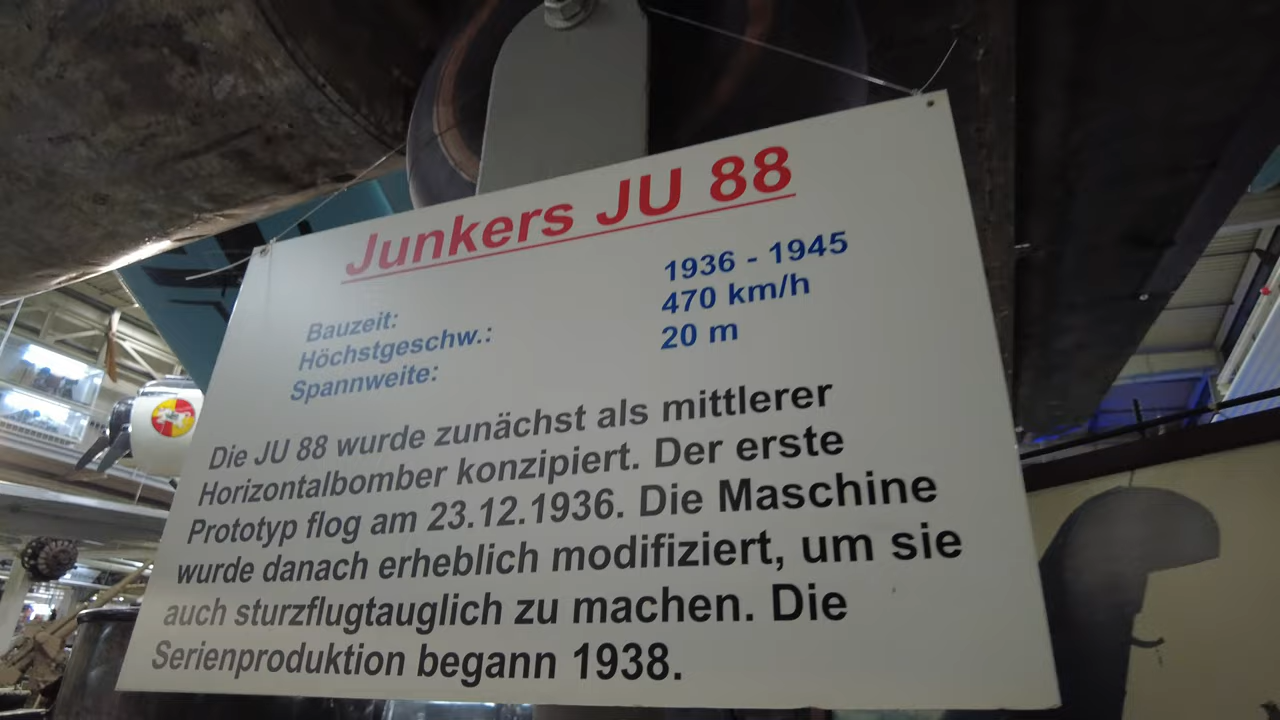 Junkers JU 88
Bauzeit: 1936 - 1945
Höchstgeschw.: 470 km/h
Spannweite: 20 m
Die JU 88 wurde zunächst als mittlerer
Horizontalbomber konzipiert. Der erste
Prototyp flog am 23.12.1936. Die Maschine
wurde danach erheblich modifiziert, um sie
auch sturzflugtauglich zu machen. Die
Serienproduktion begann 1938.